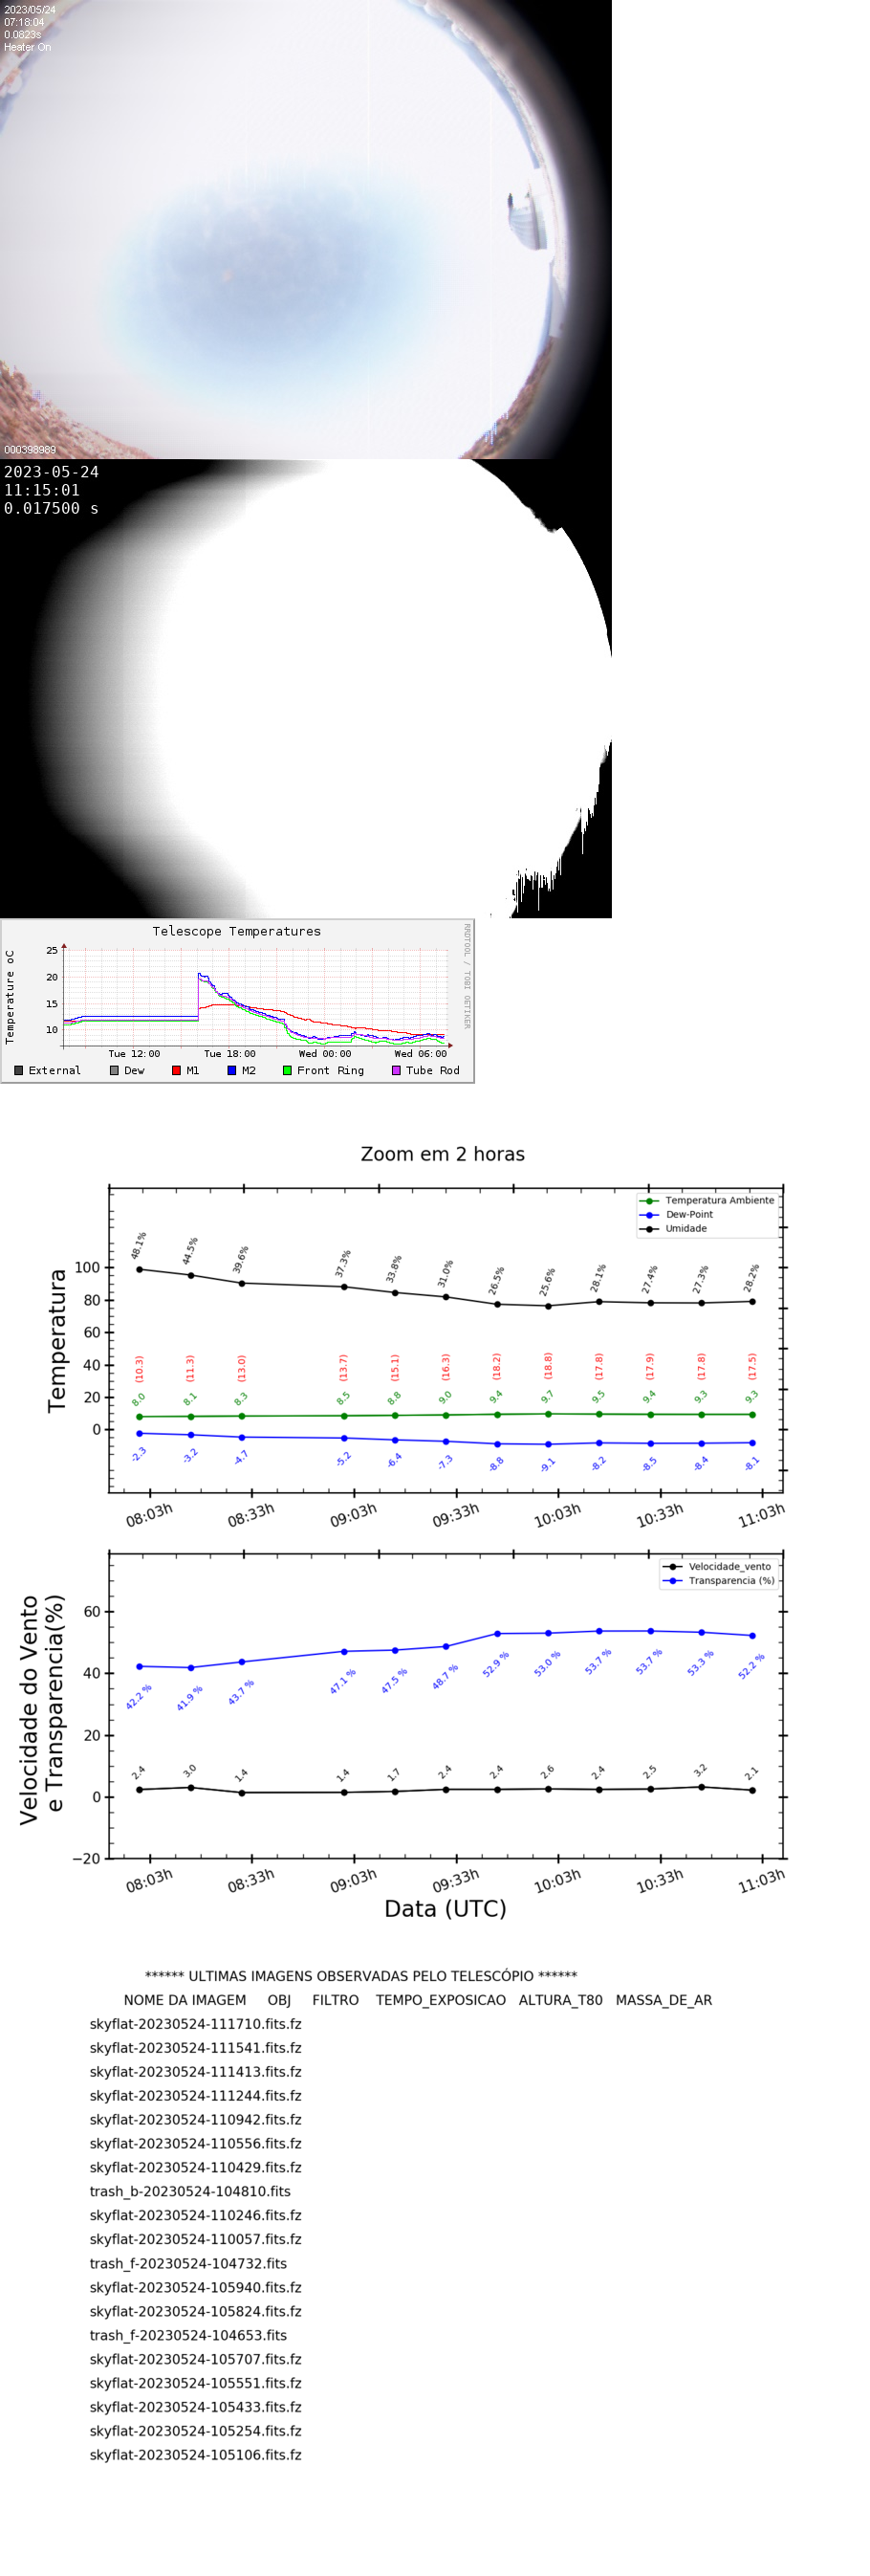 2023/05/24
07:18:04
0.0823s
Heater On
000398989
2023-05-24
11:15:01
0.017500 s
Telescope Temperatures
RRDTOOL / TOBI OETIKER
Temperature oC
25
20
15
10
Tue 12:00 Tue 18:00 Wed 00:00 Wed 06:00
External Dew M1 M2 Front Ring Tube Rod
Zoom em 2 horas
Temperatura Ambiente
Dew-Point
Umidade
Temperatura
100
80
60
40
20
0
48.1% 44.5% 39.6% 37.3% 33.8% 31.0% 26.5% 25.6% 28.1% 27.4% 27.3% 28.2%
(10.3) (11.3) (13.0) (13.7) (15.1) (16.3) (18.2) (18.8) (17.8) (17.9) (17.8) (17.5)
8.0 8.1 8.3 8.5 8.8 9.0 9.4 9.7 9.5 9.4 9.3 9.3
-2.3 -3.2 -4.7 -5.2 -6.4 -7.3 -8.8 -9.1 -8.2 -8.5 -8.4 -8.1
08:03h 08:33h 09:03h 09:33h 10:03h 10:33h 11:03h
Velocidade_vento
Transparencia (%)
Velocidade do Vento
e Transparencia(%)
60
40
20
0
−20
42.2 % 41.9 % 43.7 % 47.1 % 47.5 % 48.7 % 52.9 % 53.0 % 53.7 % 53.7 % 53.3 % 52.2 %
2.4 3.0 1.4 1.4 1.7 2.4 2.4 2.6 2.4 2.5 3.2 2.1
08:03h 08:33h 09:03h 09:33h 10:03h 10:33h 11:03h
Data (UTC)
****** ULTIMAS IMAGENS OBSERVADAS PELO TELESCÓPIO ******
NOME DA IMAGEM OBJ FILTRO TEMPO_EXPOSICAO ALTURA_T80 MASSA_DE_AR
skyflat-20230524-111710.fits.fz
skyflat-20230524-111541.fits.fz
skyflat-20230524-111413.fits.fz
skyflat-20230524-111244.fits.fz
skyflat-20230524-110942.fits.fz
skyflat-20230524-110556.fits.fz
skyflat-20230524-110429.fits.fz
trash_b-20230524-104810.fits
skyflat-20230524-110246.fits.fz
skyflat-20230524-110057.fits.fz
trash_f-20230524-104732.fits
skyflat-20230524-105940.fits.fz
skyflat-20230524-105824.fits.fz
trash_f-20230524-104653.fits
skyflat-20230524-105707.fits.fz
skyflat-20230524-105551.fits.fz
skyflat-20230524-105433.fits.fz
skyflat-20230524-105254.fits.fz
skyflat-20230524-105106.fits.fz